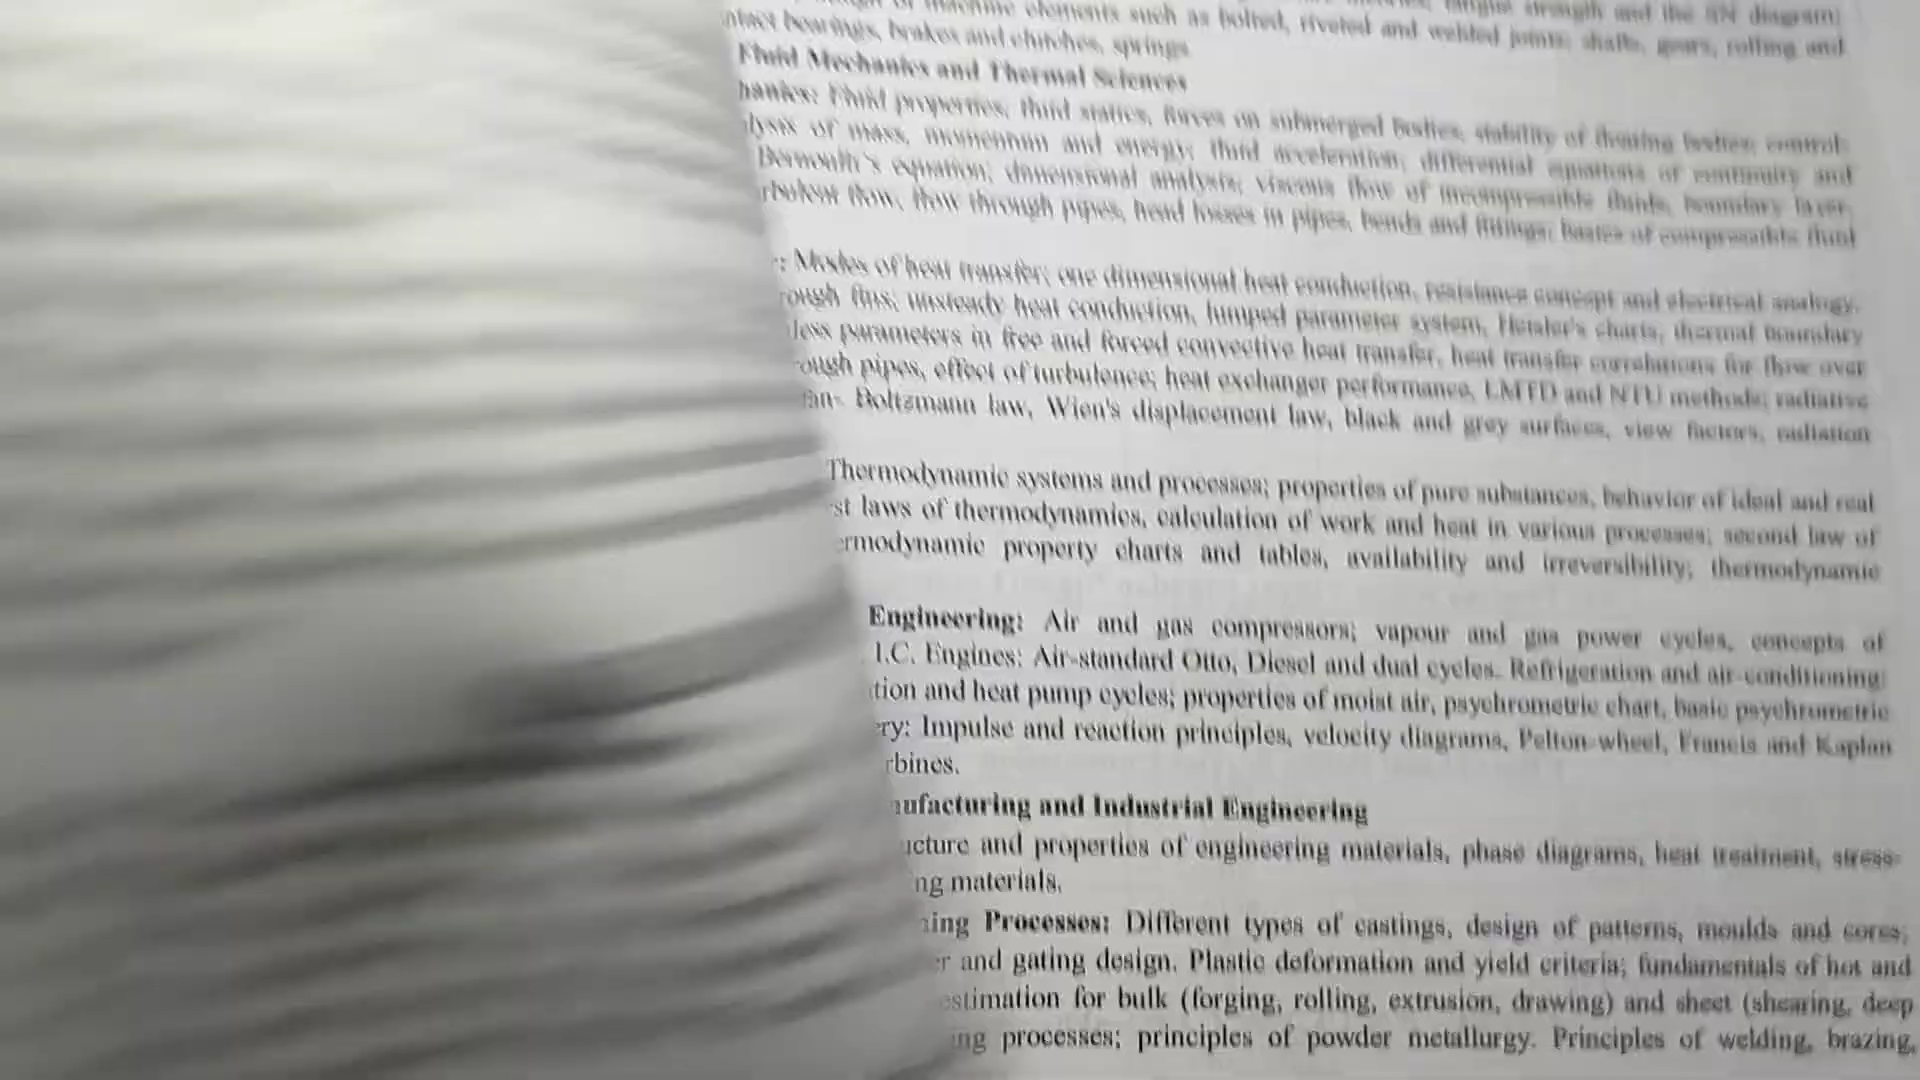 of machine elements such as bolted, riveted and welded joints; shafts, gears, rolling and
bearings, brakes and clutches, springs
Fluid Mechanics and Thermal Sciences
hanics: Fluid properties; fluid statics, forces on submerged bodies, stability of floating bodies; control-
lysis of mass, momentum and energy; fluid acceleration; differential equations of continuity and
Bernoulli's equation; dimensional analysis; viscous flow of incompressible fluids, boundary layer,
rbulent flow, flow through pipes, head losses in pipes, bends and fittings; basics of compressible fluid
r: Modes of heat transfer; one dimensional heat conduction, resistance concept and electrical analogy,
rough fins; unsteady heat conduction, lumped parameter system, Heisler's charts, thermal boundary
less parameters in free and forced convective heat transfer, heat transfer correlations for flow over
ough pipes, effect of turbulence; heat exchanger performance, LMTD and NTU methods; radiative
fan- Boltzmann law, Wien's displacement law, black and grey surfaces, view factors, radiation
Thermodynamic systems and processes; properties of pure substances, behavior of ideal and real
st laws of thermodynamics, calculation of work and heat in various processes; second law of
ermodynamic property charts and tables, availability and irreversibility; thermodynamic
Engineering: Air and gas compressors; vapour and gas power cycles, concepts of
I.C. Engines: Air-standard Otto, Diesel and dual cycles. Refrigeration and air-conditioning:
tion and heat pump cycles; properties of moist air, psychrometric chart, basic psychrometric
ry: Impulse and reaction principles, velocity diagrams, Pelton-wheel, Francis and Kaplan
rbines.
nufacturing and Industrial Engineering
ucture and properties of engineering materials, phase diagrams, heat treatment, stress-
ng materials.
ning Processes: Different types of castings, design of patterns, moulds and cores;
er and gating design. Plastic deformation and yield criteria; fundamentals of hot and
estimation for bulk (forging, rolling, extrusion, drawing) and sheet (shearing, deep
ing processes; principles of powder metallurgy. Principles of welding, brazing,